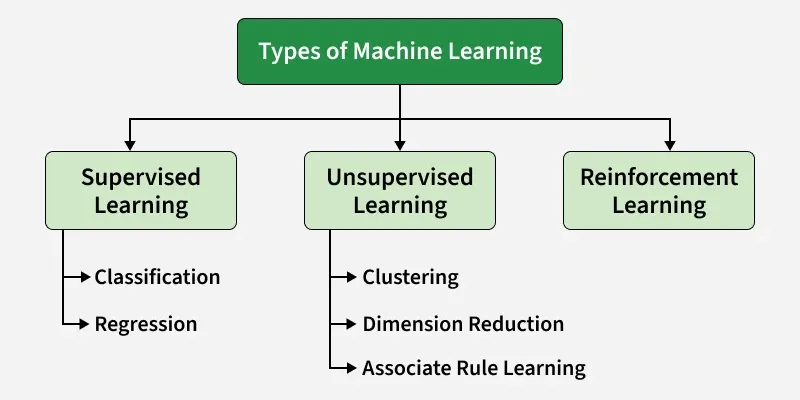 Types of Machine Learning
Supervised
Learning
Unsupervised
Learning
Reinforcement
Learning
Classification
Regression
Clustering
Dimension Reduction
Associate Rule Learning